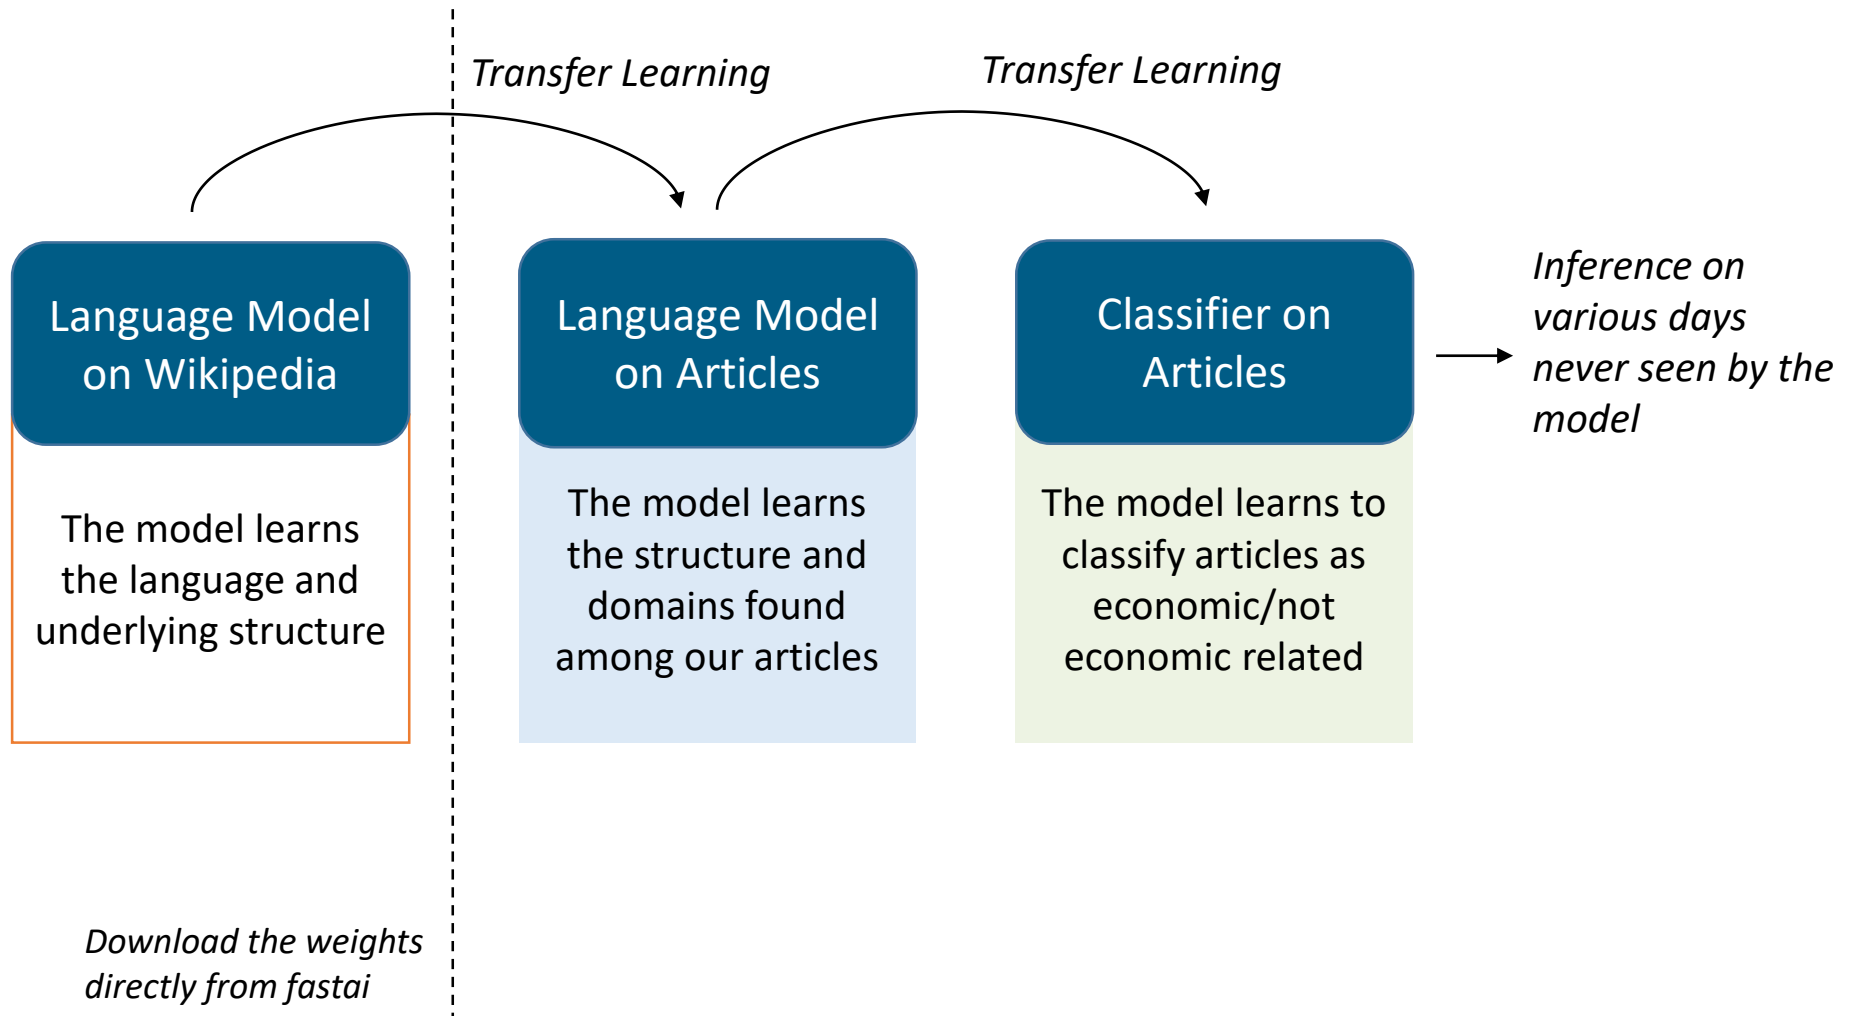 Transfer Learning
Transfer Learning
Language Model
on Wikipedia
The model learns
the language and
underlying structure
Language Model
on Articles
The model learns
the structure and
domains found
among our articles
Classifier on
Articles
The model learns to
classify articles as
economic/not
economic related
Inference on
various days
never seen by the
model
Download the weights
directly from fastai